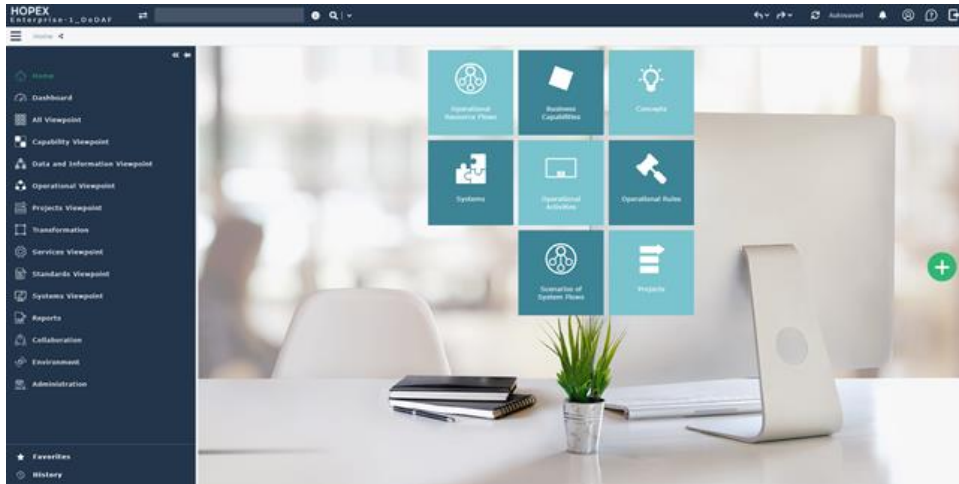 HOPEX
Enterprise-1_DoDAF
Autosaved
Home
Home
Dashboard
All Viewpoint
Capability Viewpoint
Data and Information Viewpoint
Operational Viewpoint
Projects Viewpoint
Transformation
Services Viewpoint
Standards Viewpoint
Systems Viewpoint
Reports
Collaboration
Environment
Administration
Favorites
History
Operational
Resource Flows
Business
Capabilities
Concepts
Systems
Operational
Activities
Operational Rules
Scenarios of
System Flows
Projects